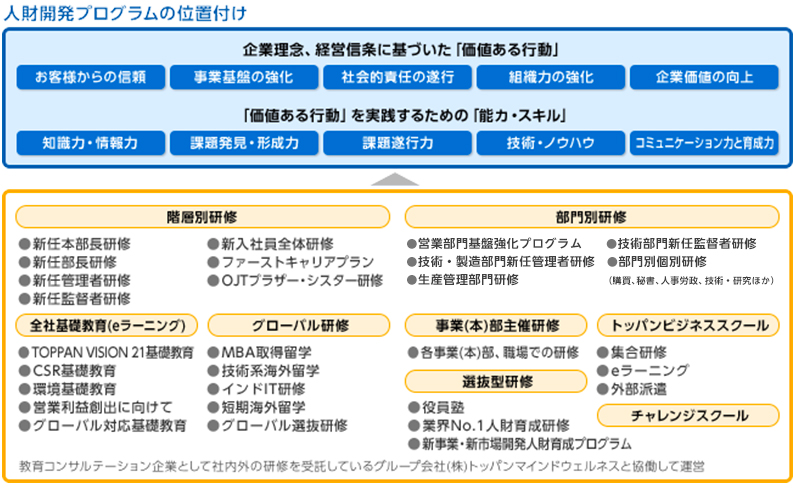 人財開発プログラムの位置付け
企業理念、経営信条に基づいた「価値ある行動」
お客様からの信頼
事業基盤の強化
社会的責任の遂行
組織力の強化
企業価値の向上
「価値ある行動」を実践するための「能力・スキル」
知識力・情報力
課題発見・形成力
課題遂行力
技術・ノウハウ
コミュニケーション力と育成力
階層別研修
●新任本部長研修
●新任部長研修
●新任管理者研修
●新任監督者研修
●新入社員全体研修
●ファーストキャリアプラン
●OJTブラザー・シスター研修
部門別研修
●営業部門基盤強化プログラム
●技術・製造部門新任管理者研修
●生産管理部門研修
●技術部門新任監督者研修
●部門別個別研修
(購買、秘書、人事労政、技術・研究ほか)
全社基礎教育(eラーニング)
●TOPPAN VISION 21基礎教育
●CSR基礎教育
●環境基礎教育
●営業利益創出に向けて
●グローバル対応基礎教育
グローバル研修
●MBA取得留学
●技術系海外留学
●インドIT研修
●短期海外留学
●グローバル選抜研修
事業(本)部主催研修
●各事業(本)部、職場での研修
選抜型研修
●役員塾
●業界No.1人財育成研修
●新事業・新市場開発人財育成プログラム
トッパンビジネススクール
●集合研修
●eラーニング
●外部派遣
チャレンジスクール
教育コンサルテーション企業として社内外の研修を受託しているグループ会社(株)トッパンマインドウェルネスと協働して運営